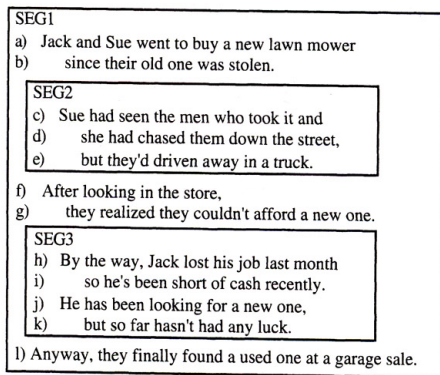 SEG1
a) Jack and Sue went to buy a new lawn mower
b) since their old one was stolen.
SEG2
c) Sue had seen the men who took it and
d) she had chased them down the street,
e) but they'd driven away in a truck.
f) After looking in the store,
g) they realized they couldn't afford a new one.
SEG3
h) By the way, Jack lost his job last month
i) so he's been short of cash recently.
j) He has been looking for a new one,
k) but so far hasn't had any luck.
l) Anyway, they finally found a used one at a garage sale.